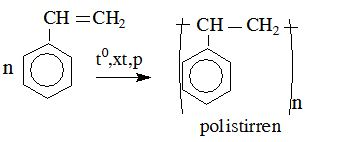 CH = CH₂
n
t⁰,xt,p
CH – CH₂
n
polistirren